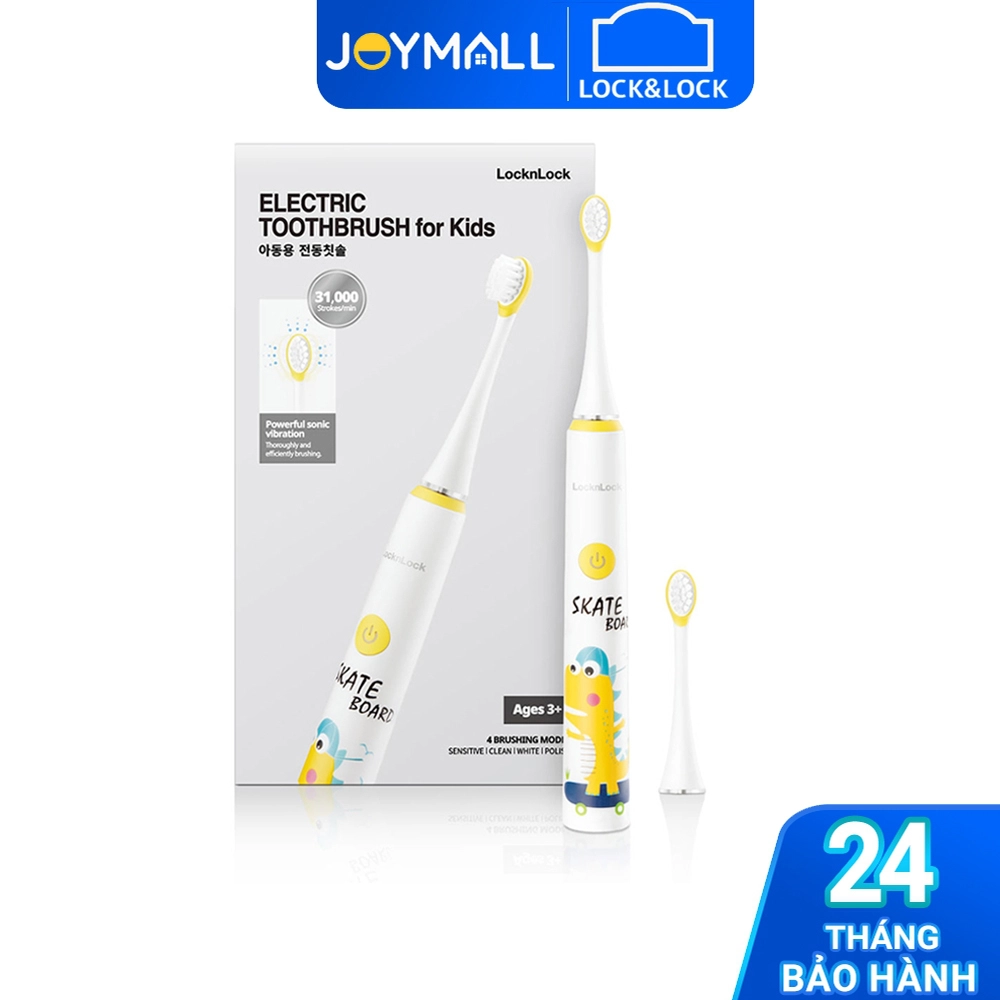 JOYMALL
LOCK&LOCK
LocknLock
ELECTRIC
TOOTHBRUSH for Kids
아동용 전동칫솔
31,000
Strokes/min
Powerful sonic
vibration
Thoroughly and
efficiently brushing.
LocknLock
SKATE
BOARD
Ages 3+
4 BRUSHING MODE
SENSITIVE | CLEAN | WHITE | POLIS
LocknLock
SKATE
BOARD
24
THÁNG
BẢO HÀNH